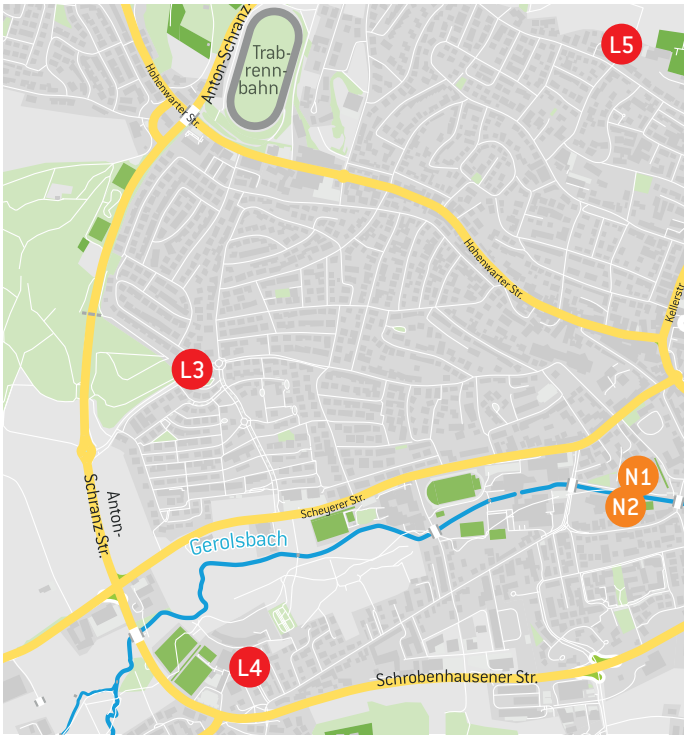 L5
Anton-Schranz-
Trab-
renn-
bahn
Hohenwarter Str.
Hohenwarter Str.
Kellerstr.
L3
N1
N2
Anton-
Schranz-Str.
Scheyerer Str.
Gerolsbach
L4
Schrobenhausener Str.